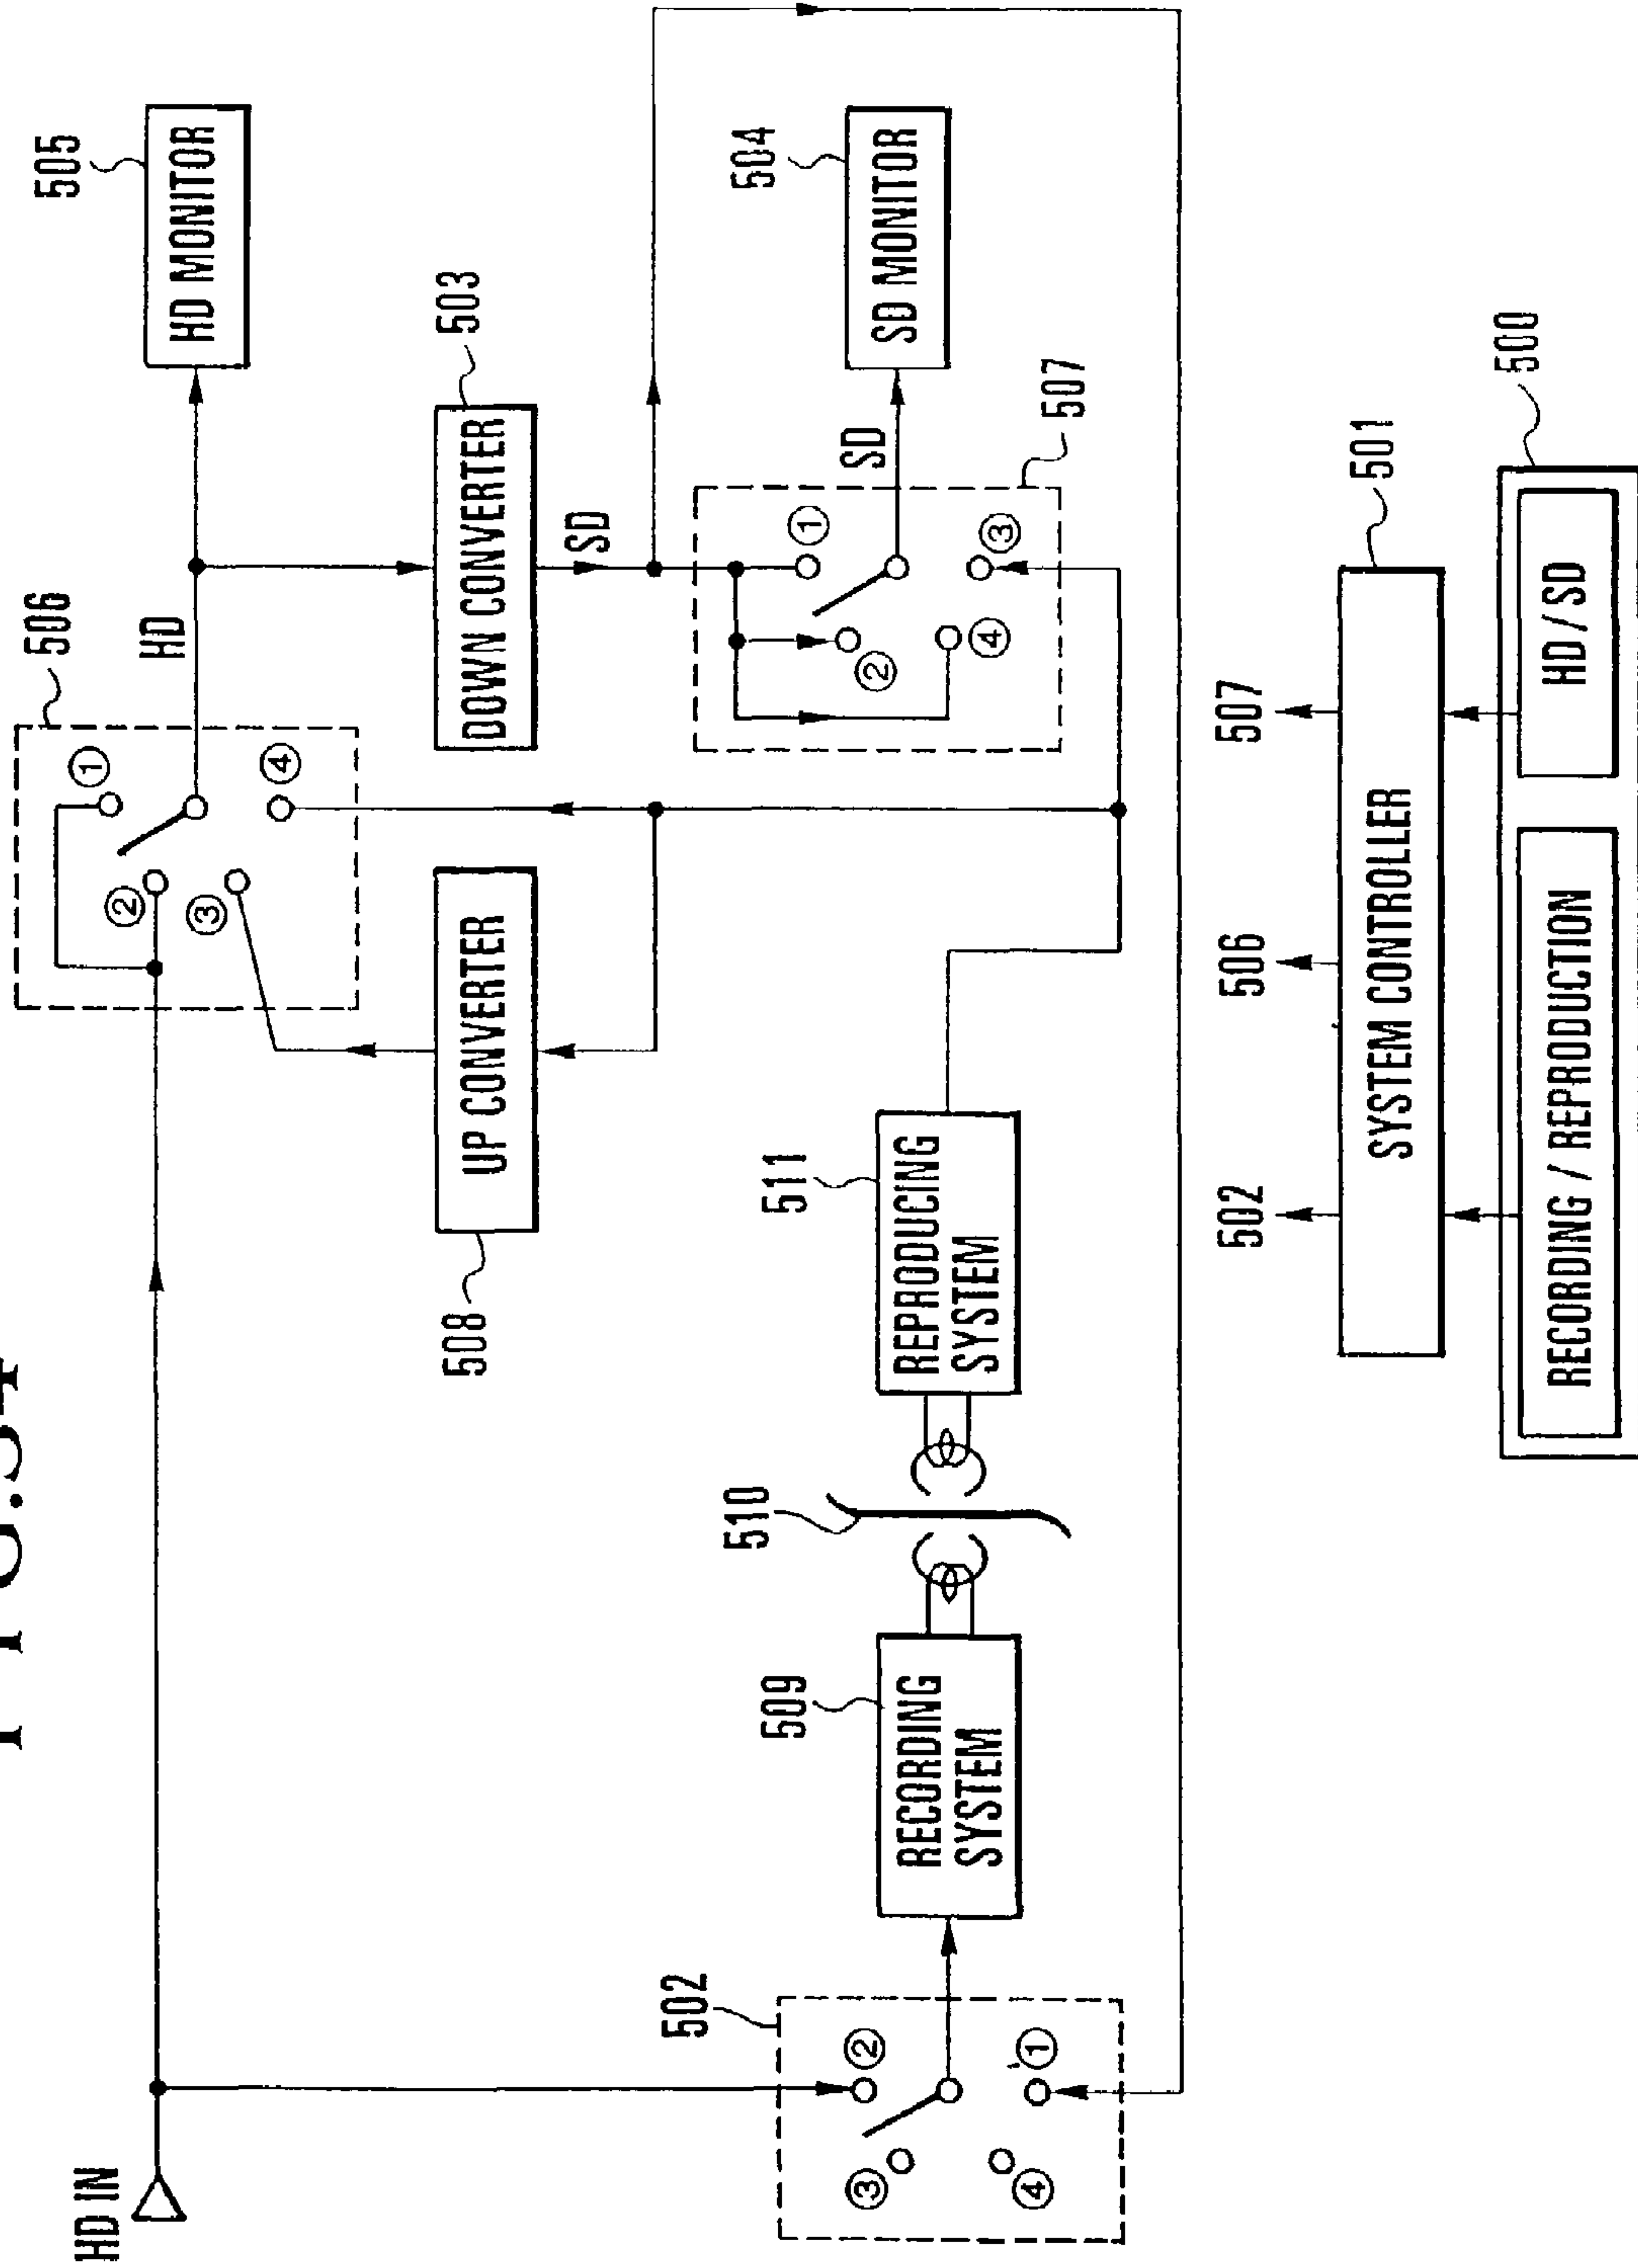 FIG.34
HD IN
HD
506
①
②
③
④
HD MONITOR
505
UP CONVERTER
508
DOWN CONVERTER
503
SD
507
①
②
③
④
SD
SD MONITOR
504
502
②
③
①
④
RECORDING
SYSTEM
509
510
REPRODUCING
SYSTEM
511
502
506
507
SYSTEM CONTROLLER
501
RECORDING / REPRODUCTION
HD / SD
500